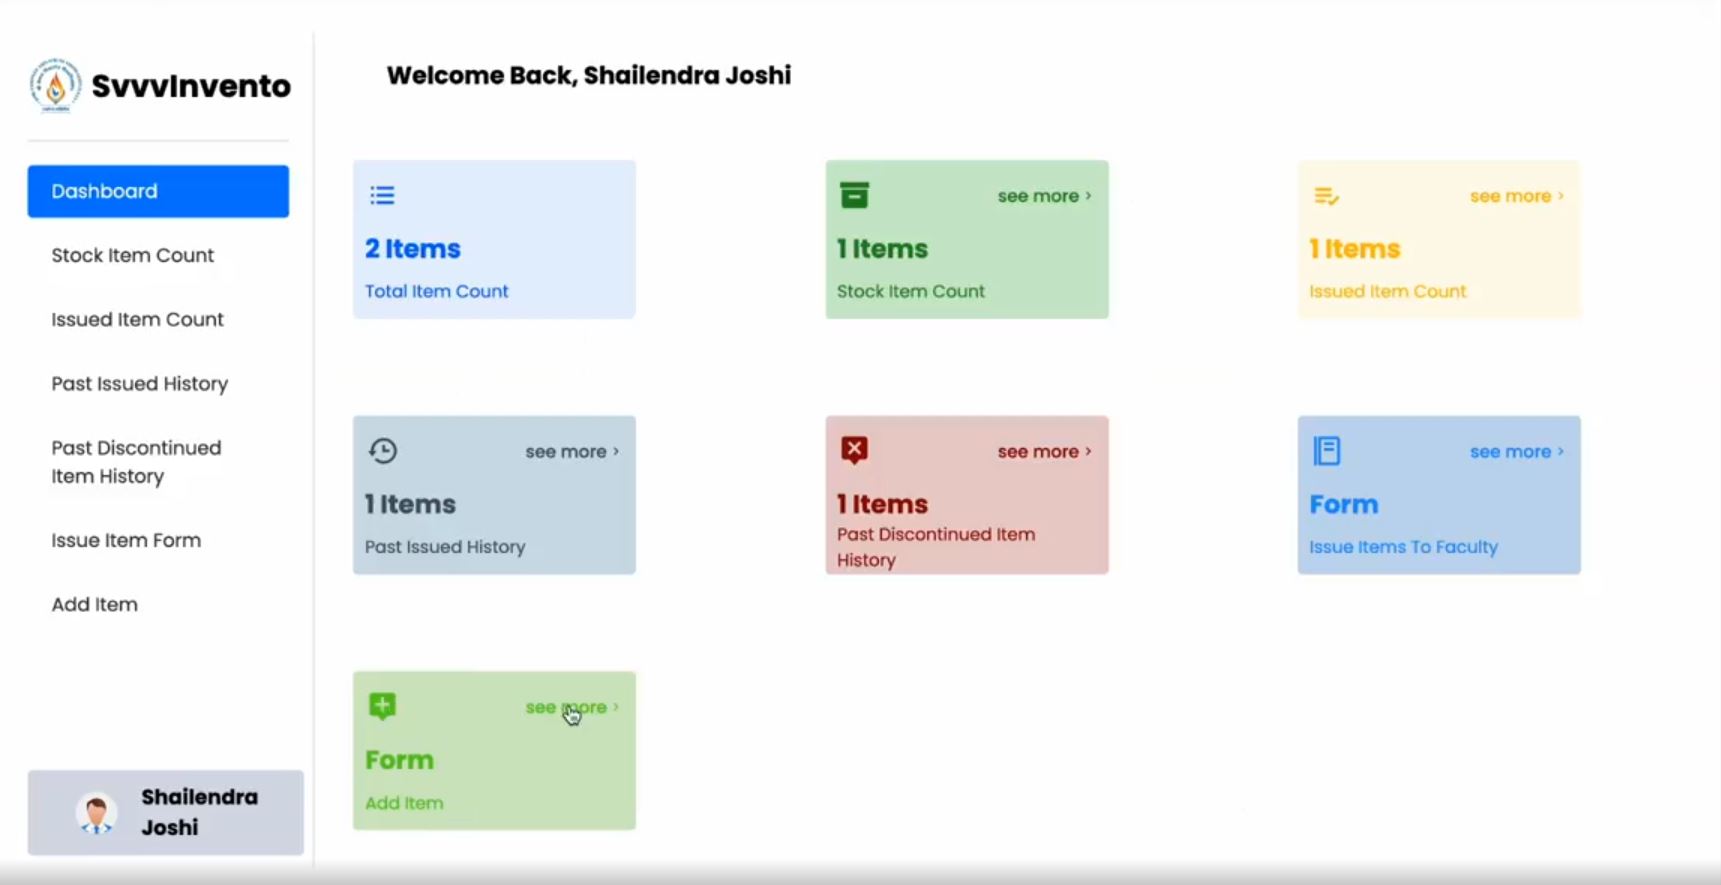 SvvvInvento
Dashboard
Stock Item Count
Issued Item Count
Past Issued History
Past Discontinued
Item History
Issue Item Form
Add Item
Shailendra
Joshi
Welcome Back, Shailendra Joshi
2 Items
Total Item Count
see more ›
1 Items
Stock Item Count
see more ›
1 Items
Issued Item Count
see more ›
1 Items
Past Issued History
see more ›
1 Items
Past Discontinued Item
History
see more ›
Form
Issue Items To Faculty
see more ›
Form
Add Item